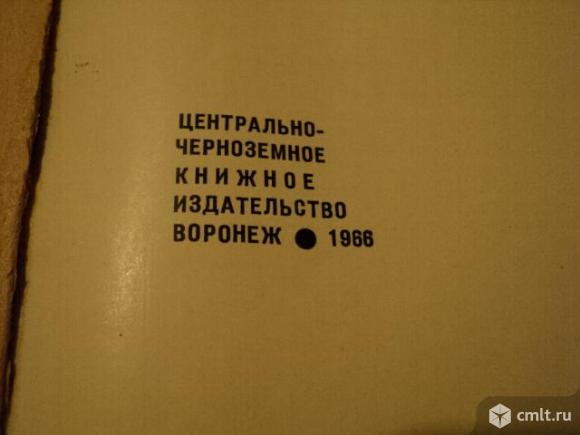 ЦЕНТРАЛЬНО-
ЧЕРНОЗЕМНОЕ
КНИЖНОЕ
ИЗДАТЕЛЬСТВО
ВОРОНЕЖ ● 1966
cmlt.ru